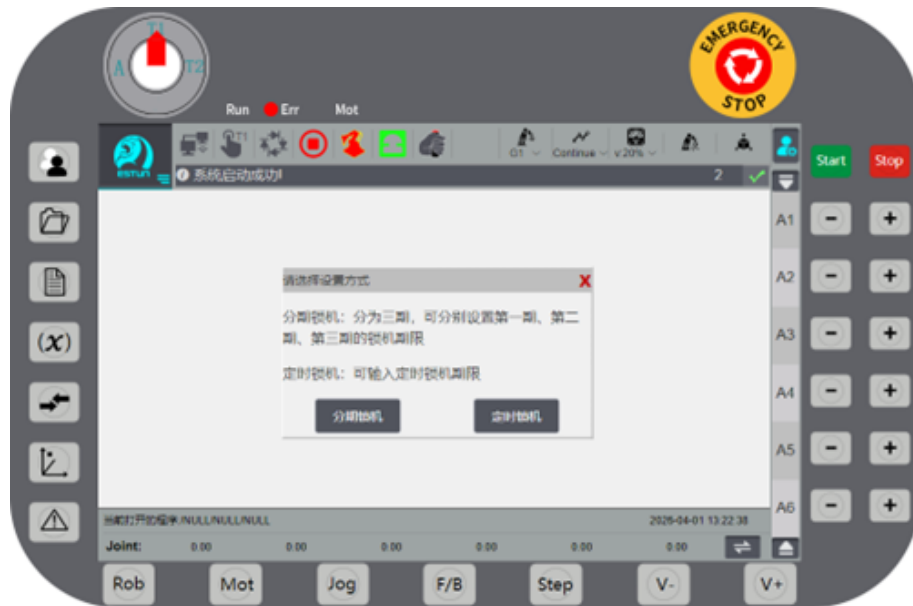 T1
A
T2
EMERGENCY
STOP
Run
Err
Mot
T1
G1
Continue
V 20%
ESTUN
系统启动成功!
2
Start
Stop
A1
- +
请选择设置方式
X
A2
- +
分期锁机：分为三期，可分别设置第一期、第二
期、第三期的锁机期限
(x)
A3
- +
定时锁机：可输入定时锁机期限
A4
- +
分期锁机
定时锁机
A5
- +
A6
- +
当前打开的程序:/NULL/NULL/NULL
2026-04-01 13:22:38
Joint:
0.00
0.00
0.00
0.00
0.00
0.00
Rob
Mot
Jog
F/B
Step
V-
V+